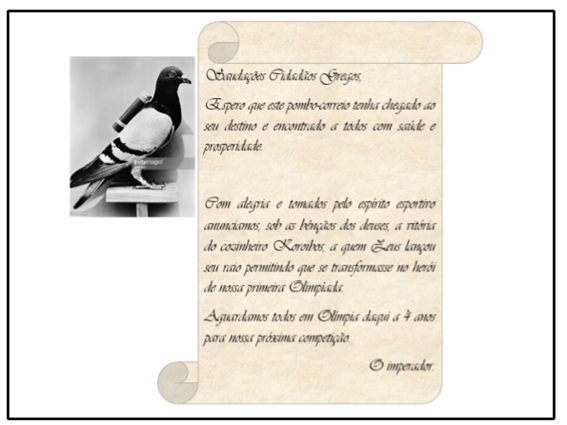 Saudações Cidadãos Gregos,
Espero que este pombo-correio tenha chegado ao
seu destino e encontrado a todos com saúde e
prosperidade.
Com alegria e tomados pelo espírito esportivo
anunciamos, sob as bênçãos dos deuses, a vitória
do cozinheiro Koroibos, a quem Zeus lançou
seu raio permitindo que se transformasse no herói
de nossa primeira Olimpíada.
Aguardamos todos em Olímpia daqui a 4 anos
para nossa próxima competição.
O imperador.